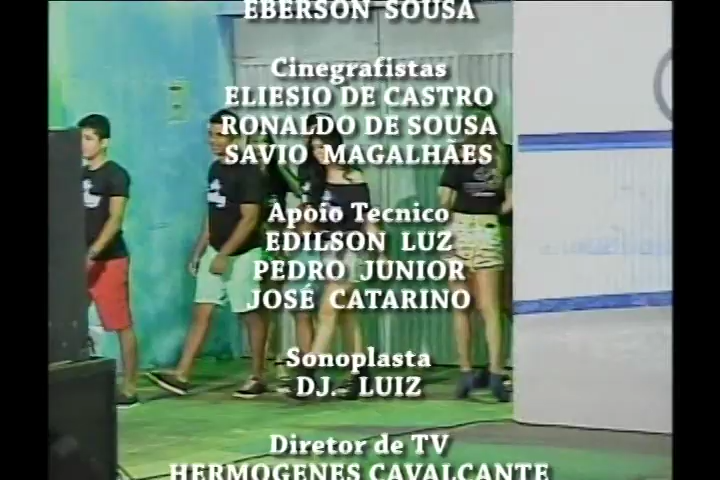 EBERSON SOUSA
Cinegrafistas
ELIESIO DE CASTRO
RONALDO DE SOUSA
SAVIO MAGALHÃES
Apoio Tecnico
EDILSON LUZ
PEDRO JUNIOR
JOSÉ CATARINO
Sonoplasta
DJ. LUIZ
Diretor de TV
HERMOGENES CAVALCANTE